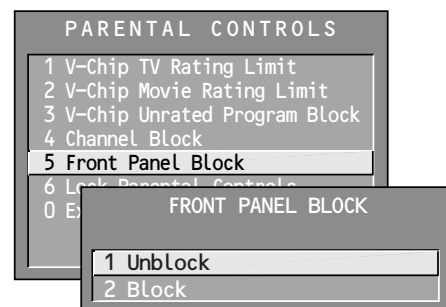 PARENTAL CONTROLS
1 V-Chip TV Rating Limit
2 V-Chip Movie Rating Limit
3 V-Chip Unrated Program Block
4 Channel Block
5 Front Panel Block
6 Lock Parental Controls
0
FRONT PANEL BLOCK
1 Unblock
2 Block